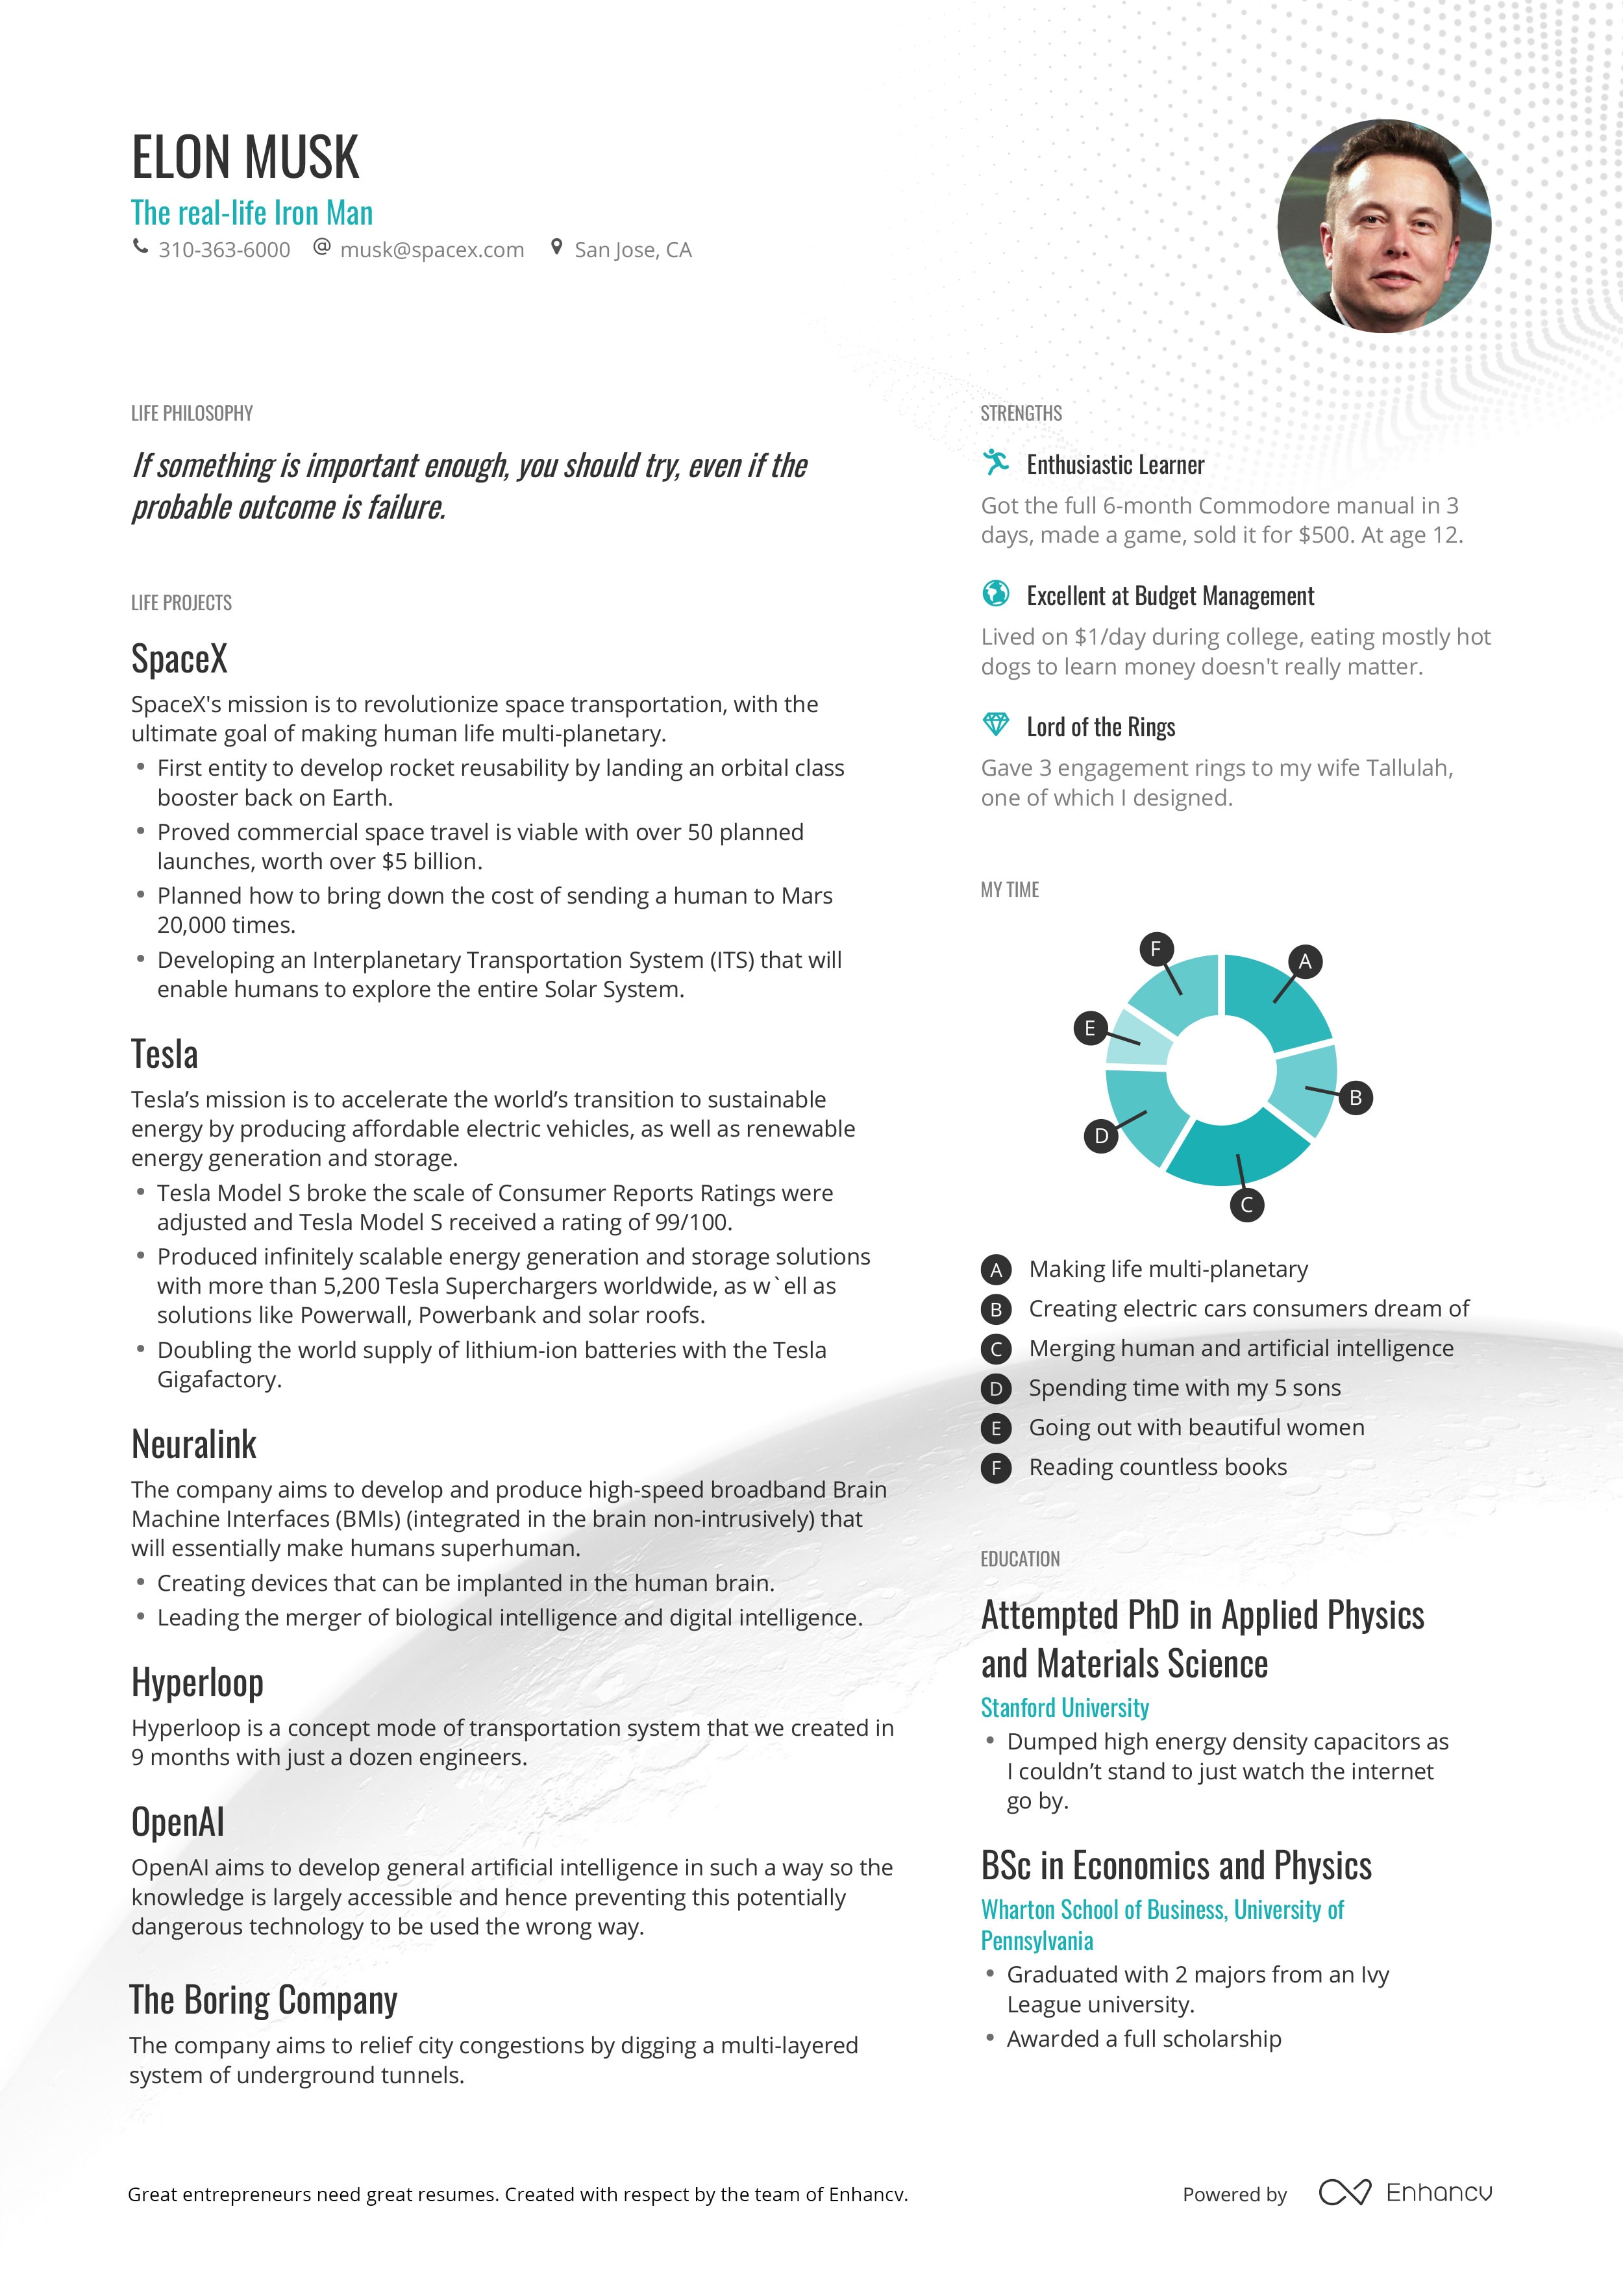 ELON MUSK
The real-life Iron Man
310-363-6000 @ musk@spacex.com San Jose, CA
LIFE PHILOSOPHY
If something is important enough, you should try, even if the
probable outcome is failure.
LIFE PROJECTS
SpaceX
SpaceX's mission is to revolutionize space transportation, with the
ultimate goal of making human life multi-planetary.
• First entity to develop rocket reusability by landing an orbital class
booster back on Earth.
• Proved commercial space travel is viable with over 50 planned
launches, worth over $5 billion.
• Planned how to bring down the cost of sending a human to Mars
20,000 times.
• Developing an Interplanetary Transportation System (ITS) that will
enable humans to explore the entire Solar System.
Tesla
Tesla’s mission is to accelerate the world’s transition to sustainable
energy by producing affordable electric vehicles, as well as renewable
energy generation and storage.
• Tesla Model S broke the scale of Consumer Reports Ratings were
adjusted and Tesla Model S received a rating of 99/100.
• Produced infinitely scalable energy generation and storage solutions
with more than 5,200 Tesla Superchargers worldwide, as w`ell as
solutions like Powerwall, Powerbank and solar roofs.
• Doubling the world supply of lithium-ion batteries with the Tesla
Gigafactory.
Neuralink
The company aims to develop and produce high-speed broadband Brain
Machine Interfaces (BMIs) (integrated in the brain non-intrusively) that
will essentially make humans superhuman.
• Creating devices that can be implanted in the human brain.
• Leading the merger of biological intelligence and digital intelligence.
Hyperloop
Hyperloop is a concept mode of transportation system that we created in
9 months with just a dozen engineers.
OpenAI
OpenAI aims to develop general artificial intelligence in such a way so the
knowledge is largely accessible and hence preventing this potentially
dangerous technology to be used the wrong way.
The Boring Company
The company aims to relief city congestions by digging a multi-layered
system of underground tunnels.
STRENGTHS
Enthusiastic Learner
Got the full 6-month Commodore manual in 3
days, made a game, sold it for $500. At age 12.
Excellent at Budget Management
Lived on $1/day during college, eating mostly hot
dogs to learn money doesn't really matter.
Lord of the Rings
Gave 3 engagement rings to my wife Tallulah,
one of which I designed.
MY TIME
F
A
E
B
D
C
A Making life multi-planetary
B Creating electric cars consumers dream of
C Merging human and artificial intelligence
D Spending time with my 5 sons
E Going out with beautiful women
F Reading countless books
EDUCATION
Attempted PhD in Applied Physics
and Materials Science
Stanford University
• Dumped high energy density capacitors as
I couldn’t stand to just watch the internet
go by.
BSc in Economics and Physics
Wharton School of Business, University of
Pennsylvania
• Graduated with 2 majors from an Ivy
League university.
• Awarded a full scholarship
Great entrepreneurs need great resumes. Created with respect by the team of Enhancv.
Powered by Enhancv